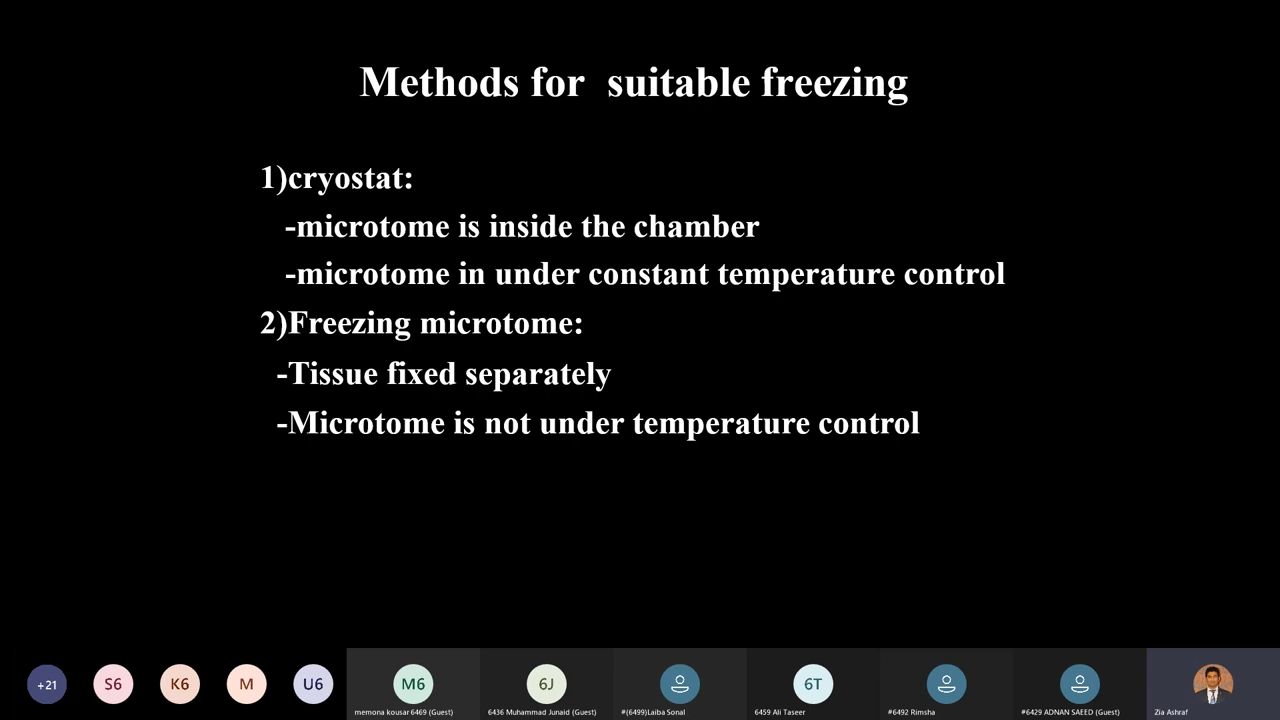 Methods for  suitable freezing
1)cryostat:
-microtome is inside the chamber
-microtome in under constant temperature control
2)Freezing microtome:
-Tissue fixed separately
-Microtome is not under temperature control
+21
S6
K6
M
U6
M6
6J
6T
memona kousar 6469 (Guest)
6436 Muhammad Junaid (Guest)
#(6499)Laiba Sonal
6459 Ali Taseer
#6492 Rimsha
#6429 ADNAN SAEED (Guest)
Zia Ashraf